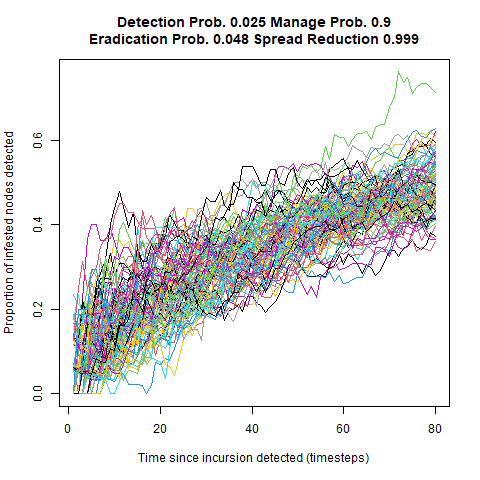 Detection Prob. 0.025 Manage Prob. 0.9
Eradication Prob. 0.048 Spread Reduction 0.999
Proportion of infested nodes detected
0.6
0.4
0.2
0.0
0 20 40 60 80
Time since incursion detected (timesteps)